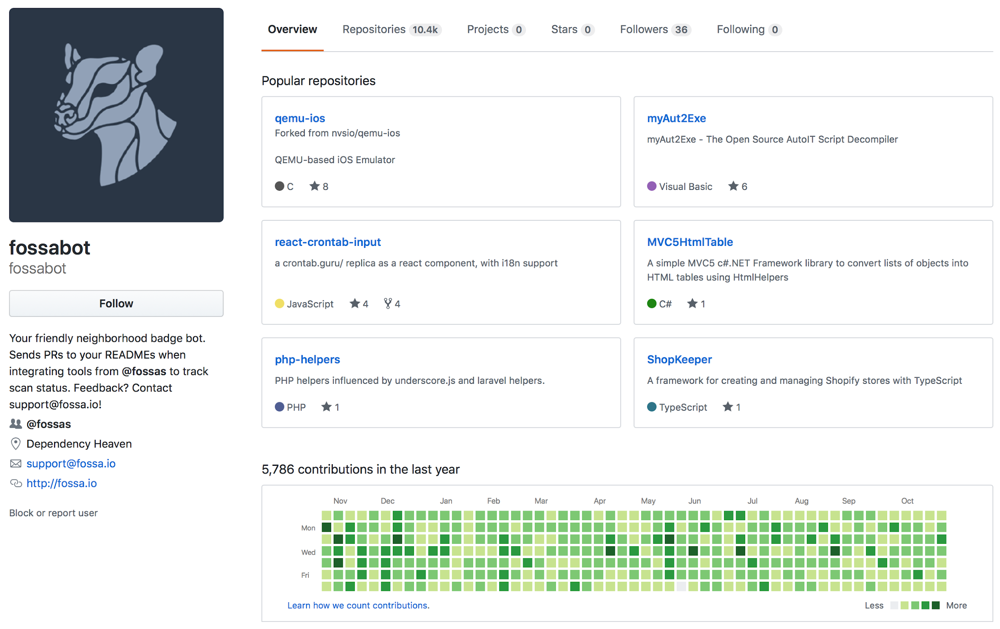 Overview Repositories 10.4k Projects 0 Stars 0 Followers 36 Following 0
fossabot
fossabot
Follow
Your friendly neighborhood badge bot.
Sends PRs to your READMEs when
integrating tools from @fossas to track
scan status. Feedback? Contact
support@fossa.io!
@fossas
Dependency Heaven
support@fossa.io
http://fossa.io
Block or report user
Popular repositories
qemu-ios
Forked from nvsio/qemu-ios
QEMU-based iOS Emulator
C 8
myAut2Exe
myAut2Exe - The Open Source AutoIT Script Decompiler
Visual Basic 6
react-crontab-input
a crontab.guru/ replica as a react component, with i18n support
JavaScript 4 4
MVC5HtmlTable
A simple MVC5 c#.NET Framework library to convert lists of objects into
HTML tables using HtmlHelpers
C# 1
php-helpers
PHP helpers influenced by underscore.js and laravel helpers.
PHP 1
ShopKeeper
A framework for creating and managing Shopify stores with TypeScript
TypeScript 1
5,786 contributions in the last year
Nov Dec Jan Feb Mar Apr May Jun Jul Aug Sep Oct
Mon
Wed
Fri
Learn how we count contributions.
Less More